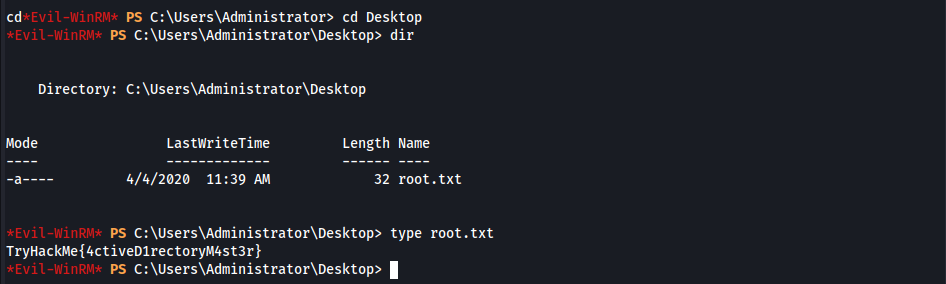 cd*Evil-WinRM* PS C:\Users\Administrator> cd Desktop
*Evil-WinRM* PS C:\Users\Administrator\Desktop> dir
Directory: C:\Users\Administrator\Desktop
Mode                LastWriteTime         Length Name
----                -------------         ------ ----
-a----         4/4/2020  11:39 AM             32 root.txt
*Evil-WinRM* PS C:\Users\Administrator\Desktop> type root.txt
TryHackMe{4ctiveD1rectoryM4st3r}
*Evil-WinRM* PS C:\Users\Administrator\Desktop>